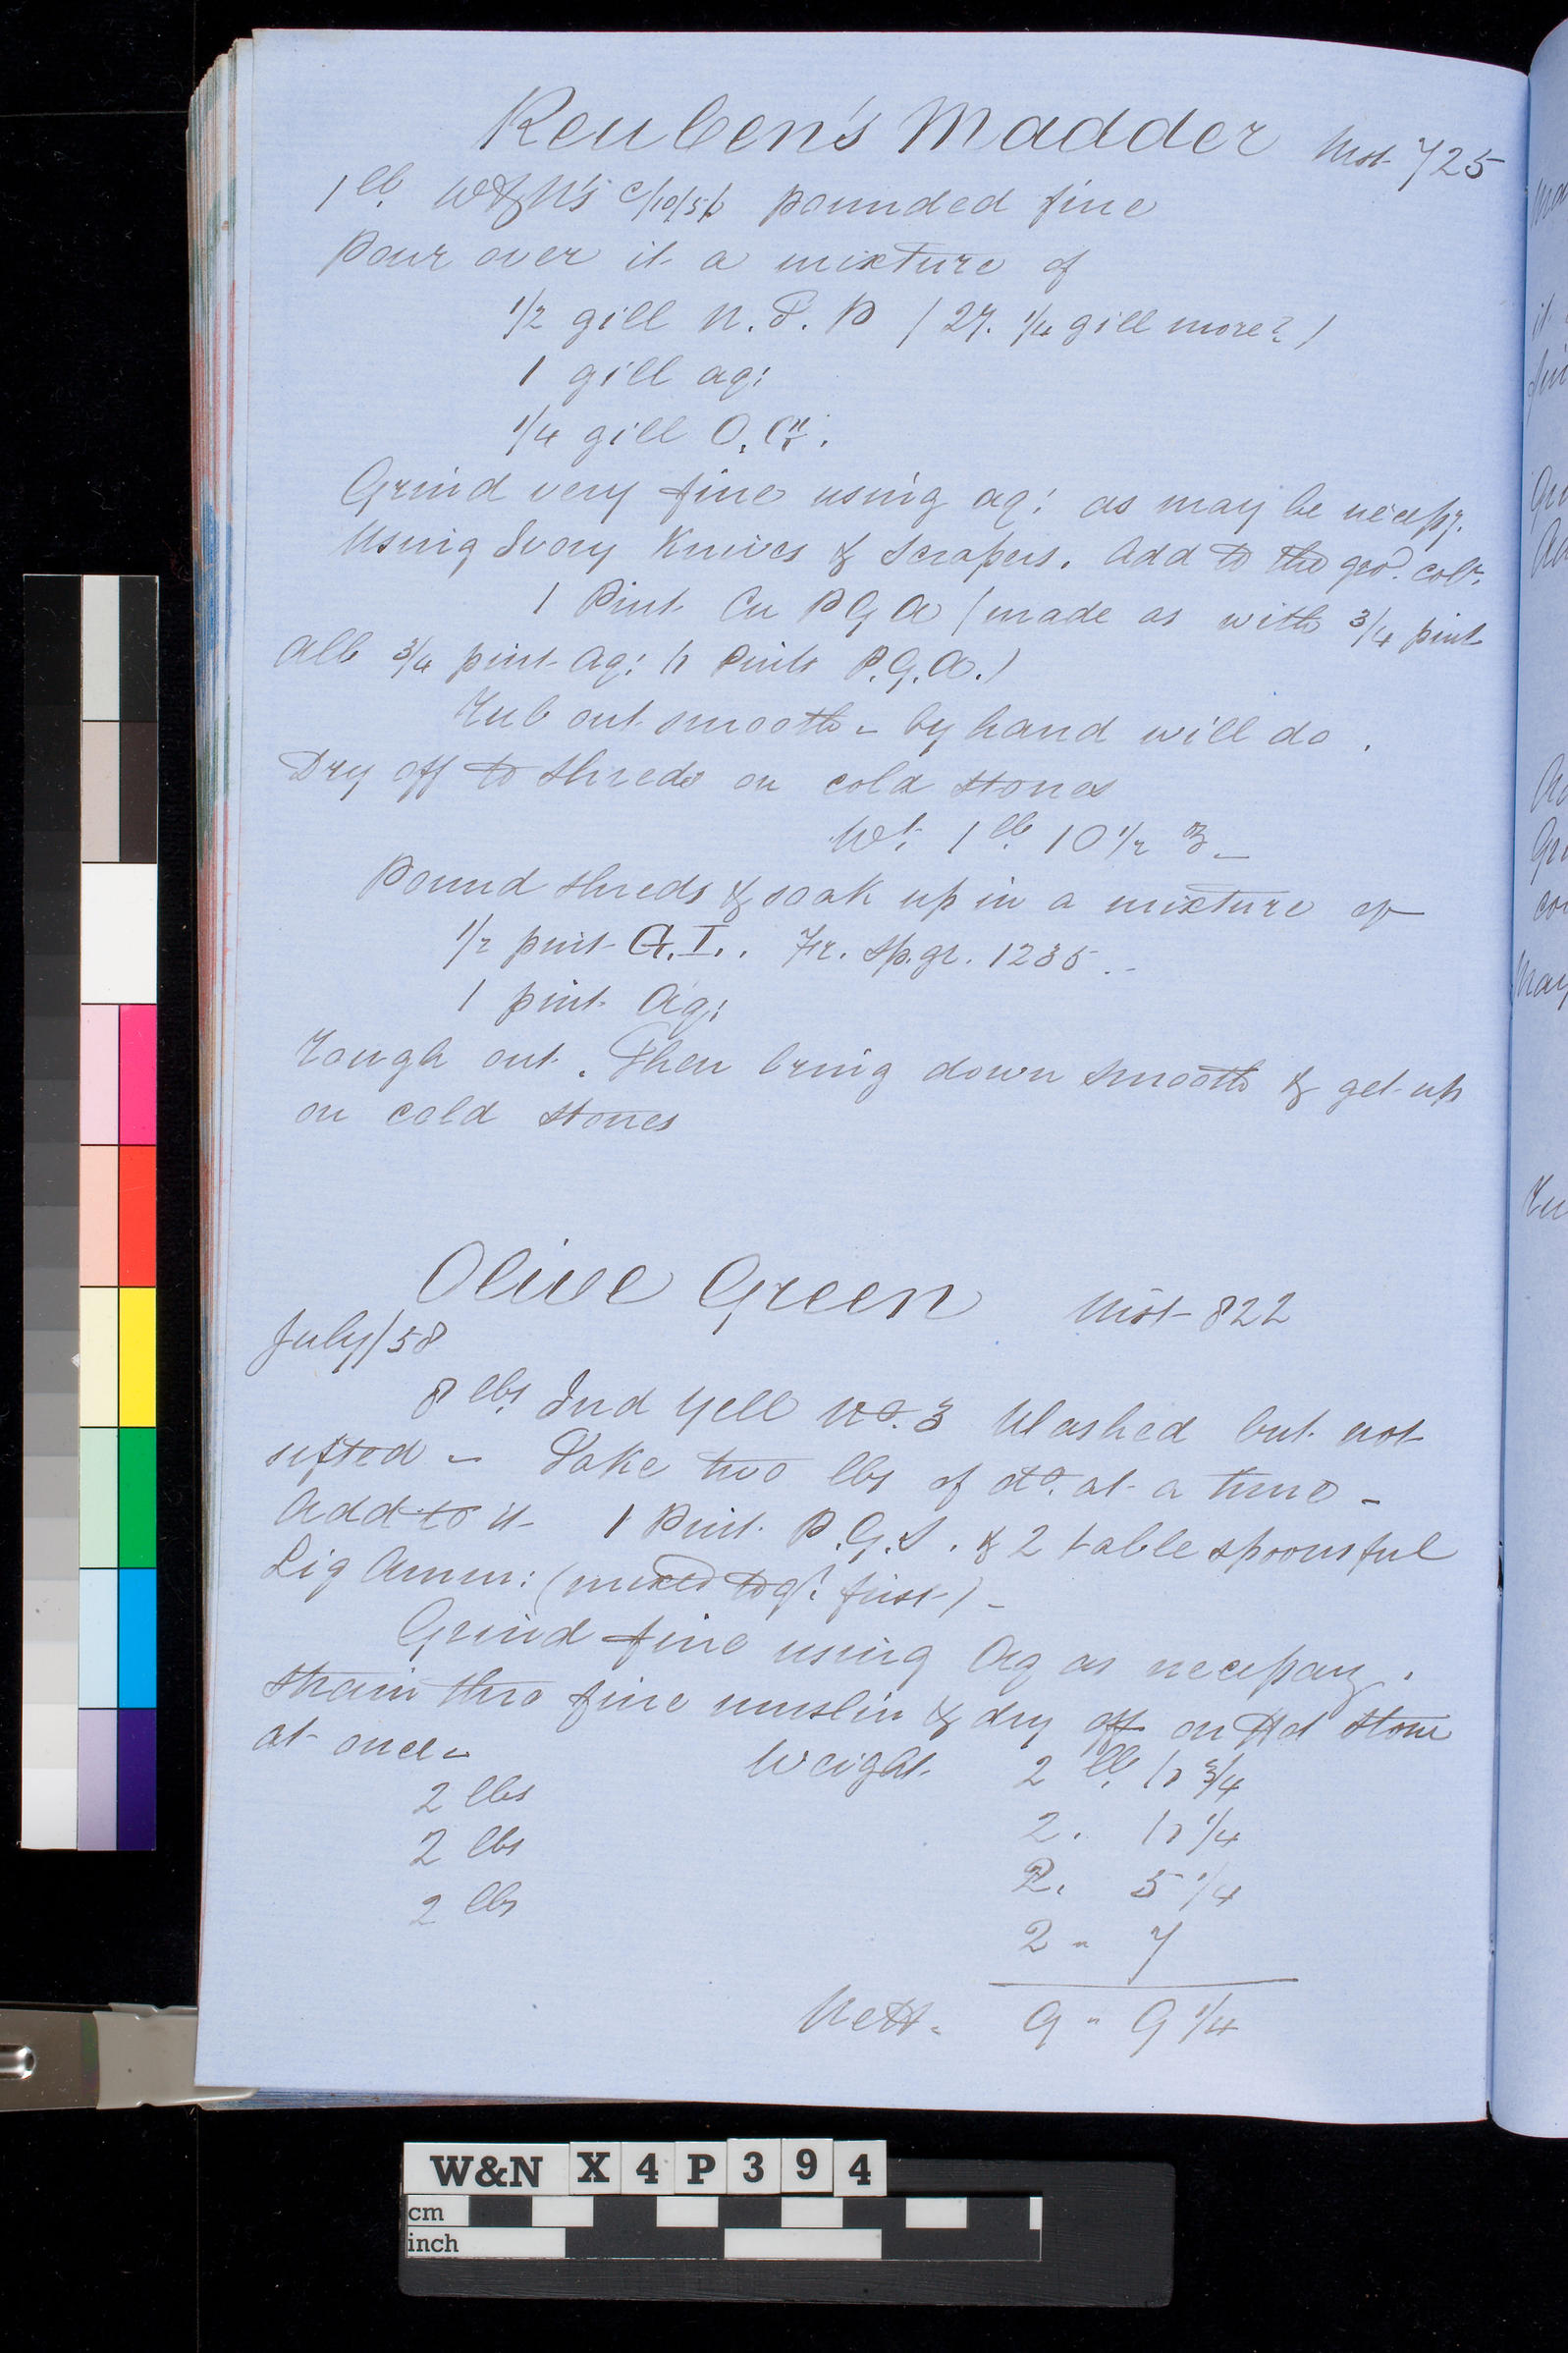 Reuben's Madder Mst. 725
1 lb. W&N's c/10/56 pounded fine
Pour over it a mixture of
1/2 gill N.S.P (27. 1/4 gill more?)
1 gill aq:
1/4 gill O.
Grind very fine using aq: as may be necessy.
Using Ivory Knives & Scrapers. Add to the gro.d colr.
1 Pint Cu P G A (made as with 3/4 pint
Alb 3/4 pint Aq: Pints P.G.A.)
Rub out smooth - by hand will do.
Dry off to shreds on cold stones
Wt. 1 lb. 10 1/2 ℥ –
Pound shreds & soak up in a mixture of
1/2 pint G.I.. Fr. sp.gr. 1235..
1 pint Aq:
Rough out. Then bring down smooth & get up
on cold stones
Olive Green Mst 822
July/58
8 lbs. Ind Yell No. 3 Washed but not
sifted - Take two lbs of do. at a time -
Add to it 1 Pint P.G.S. & 2 table spoonsful
Liq Amm: (mixed tog.r first) -
Grind fine using Aq as necessary.
Strain thro fine muslin & dry off on Hot Stone
at once -
Weight 2 lb. 10 3/4
2 lbs
2. 10 1/4
2 lbs
2. 5 1/4
2 lbs
2 " 7
Nett - 9 " 9 1/4
W&N X 4 P 3 9 4
cm
inch